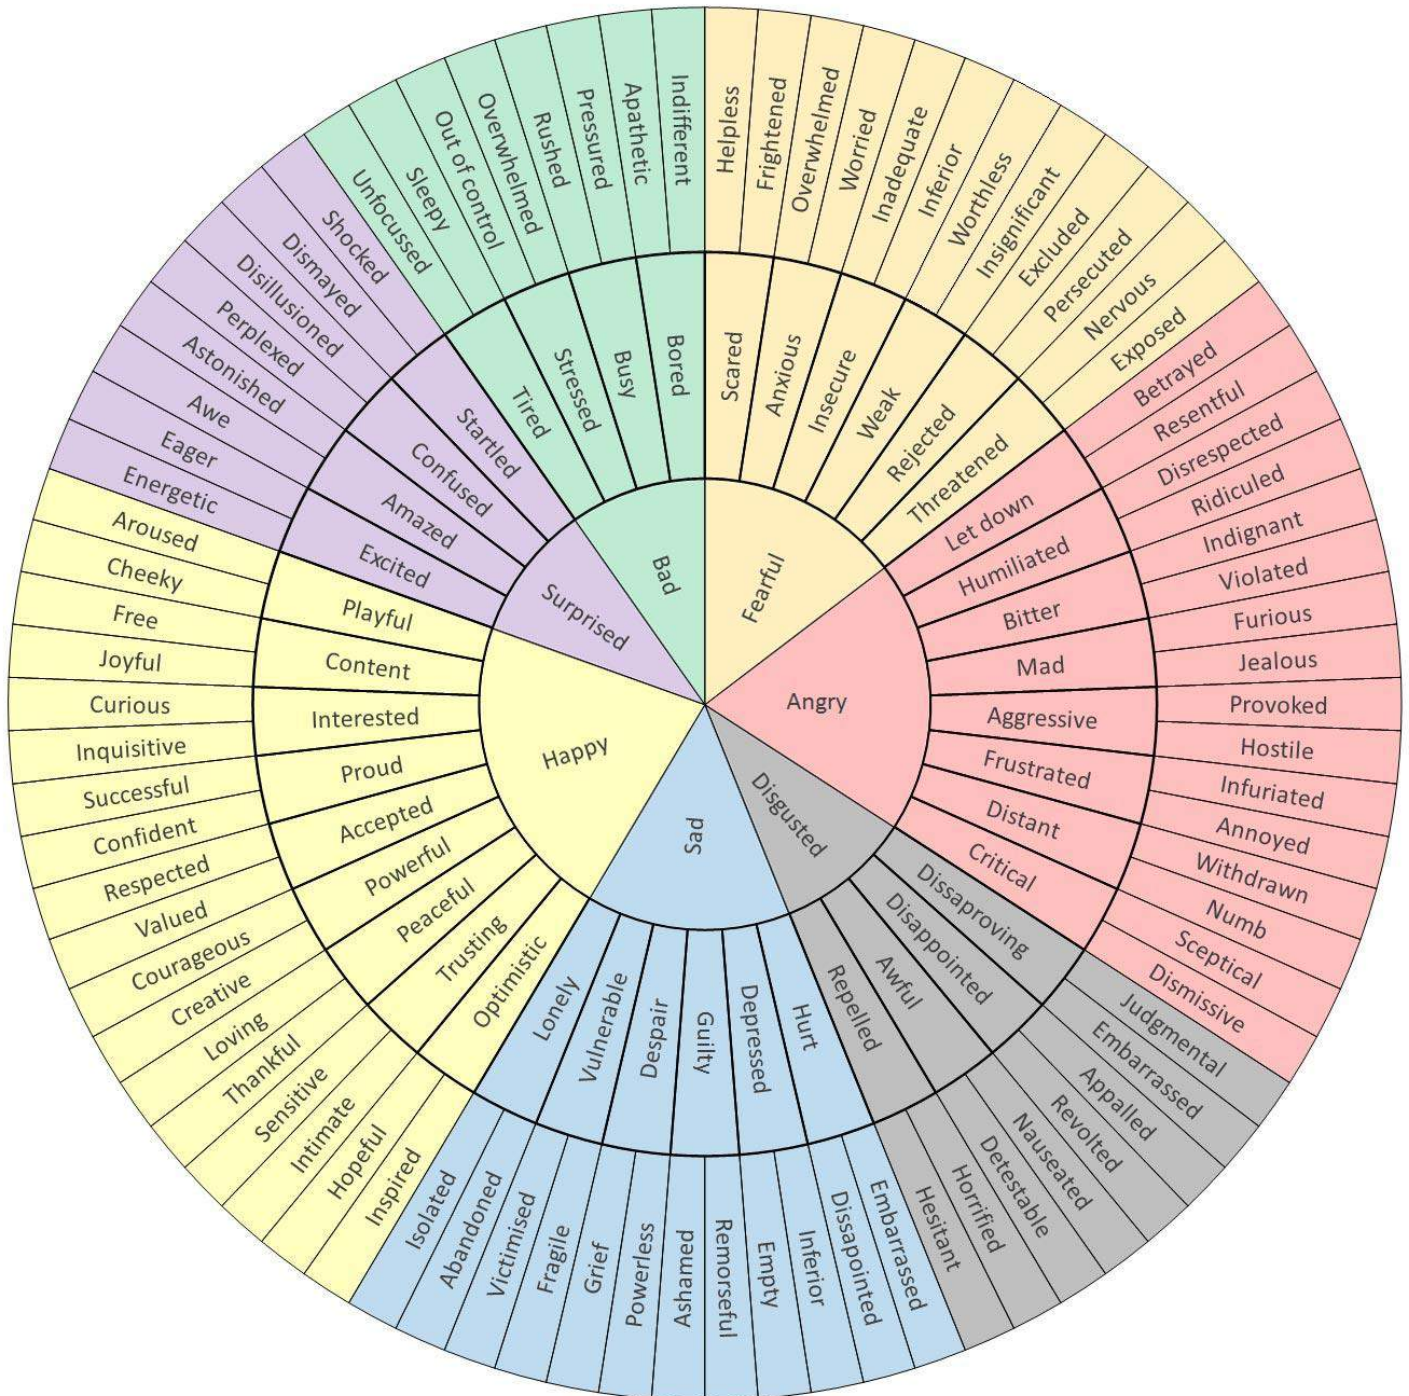 Fearful
Scared
Helpless
Frightened
Anxious
Overwhelmed
Worried
Insecure
Inadequate
Inferior
Weak
Worthless
Insignificant
Rejected
Excluded
Persecuted
Threatened
Nervous
Exposed
Angry
Let down
Betrayed
Resentful
Humiliated
Disrespected
Ridiculed
Bitter
Indignant
Violated
Mad
Furious
Jealous
Aggressive
Provoked
Hostile
Frustrated
Infuriated
Annoyed
Distant
Withdrawn
Numb
Critical
Sceptical
Dismissive
Disgusted
Dissaproving
Judgmental
Embarrassed
Disappointed
Appalled
Revolted
Awful
Nauseated
Detestable
Repelled
Horrified
Hesitant
Sad
Hurt
Embarrassed
Dissapointed
Depressed
Inferior
Empty
Guilty
Remorseful
Ashamed
Despair
Powerless
Grief
Vulnerable
Fragile
Victimised
Lonely
Abandoned
Isolated
Happy
Optimistic
Inspired
Hopeful
Trusting
Intimate
Sensitive
Peaceful
Thankful
Loving
Powerful
Creative
Courageous
Accepted
Valued
Respected
Proud
Confident
Successful
Interested
Inquisitive
Curious
Content
Joyful
Free
Playful
Cheeky
Aroused
Surprised
Excited
Energetic
Eager
Amazed
Awe
Astonished
Confused
Perplexed
Disillusioned
Startled
Dismayed
Shocked
Bad
Tired
Unfocussed
Sleepy
Stressed
Out of control
Overwhelmed
Busy
Rushed
Pressured
Bored
Apathetic
Indifferent